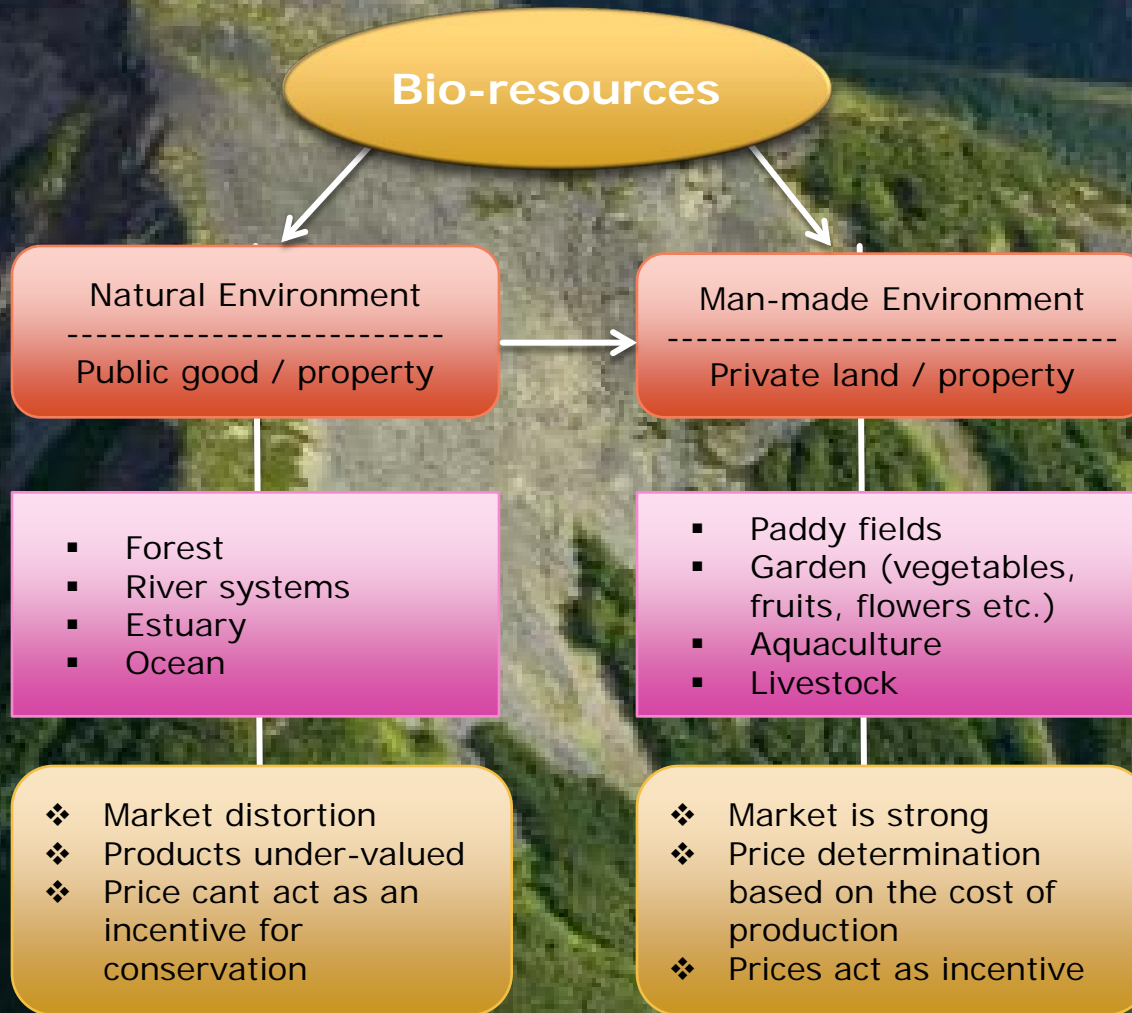 Bio-resources
Natural Environment
--------------------------
Public good / property
Man-made Environment
-------------------------------
Private land / property
▪ Forest
▪ River systems
▪ Estuary
▪ Ocean
▪ Paddy fields
▪ Garden (vegetables,
fruits, flowers etc.)
▪ Aquaculture
▪ Livestock
❖ Market distortion
❖ Products under-valued
❖ Price cant act as an
incentive for
conservation
❖ Market is strong
❖ Price determination
based on the cost of
production
❖ Prices act as incentive